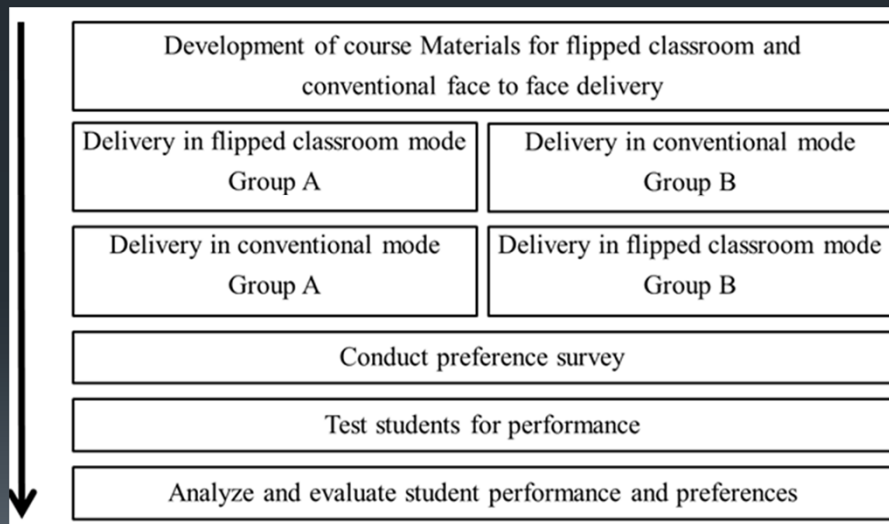 Development of course Materials for flipped classroom and
conventional face to face delivery
Delivery in flipped classroom mode
Group A
Delivery in conventional mode
Group B
Delivery in conventional mode
Group A
Delivery in flipped classroom mode
Group B
Conduct preference survey
Test students for performance
Analyze and evaluate student performance and preferences